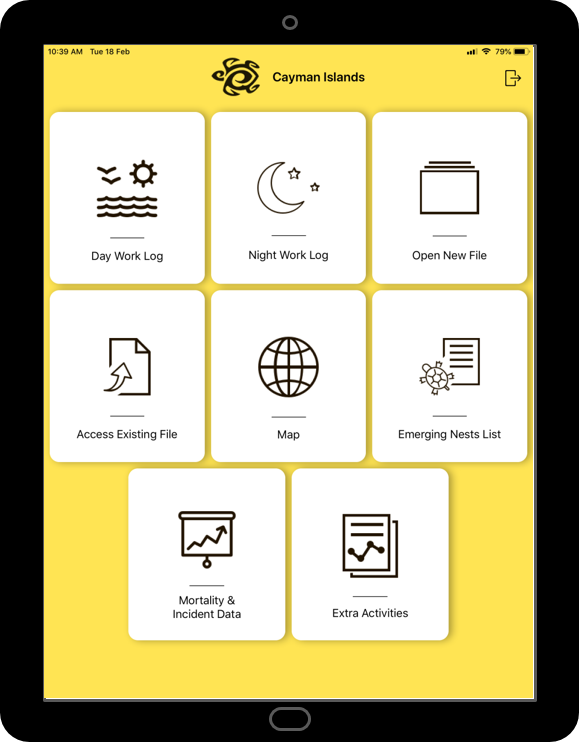 10:39 AM Tue 18 Feb 79%
Cayman Islands
Day Work Log
Night Work Log
Open New File
Access Existing File
Map
Emerging Nests List
Mortality &
Incident Data
Extra Activities